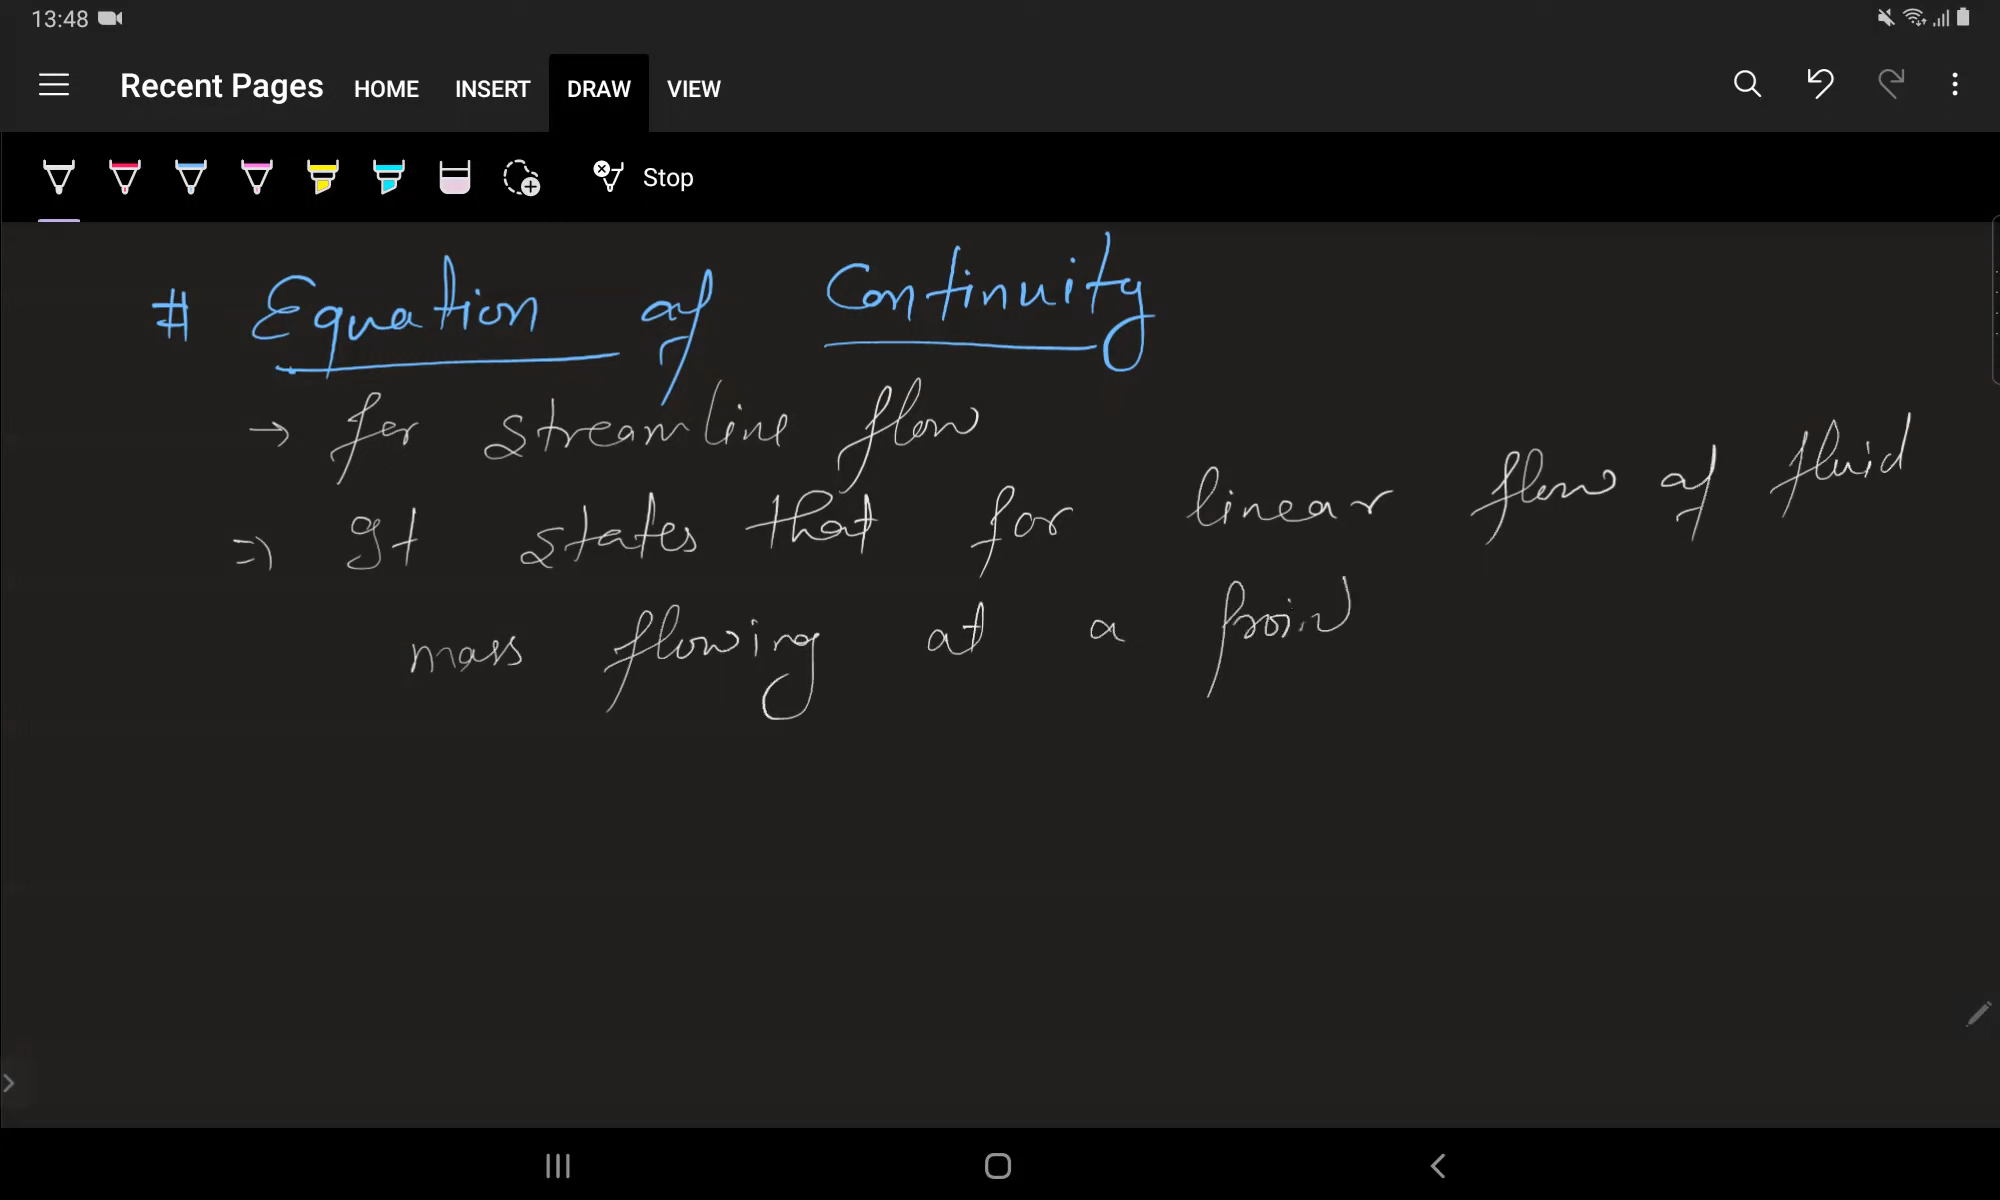 13:48
Recent Pages HOME INSERT DRAW VIEW
Stop
# Equation of Continuity
→ for streamline flow
⇒ It states that for linear flow of fluid
mass flowing at a poin